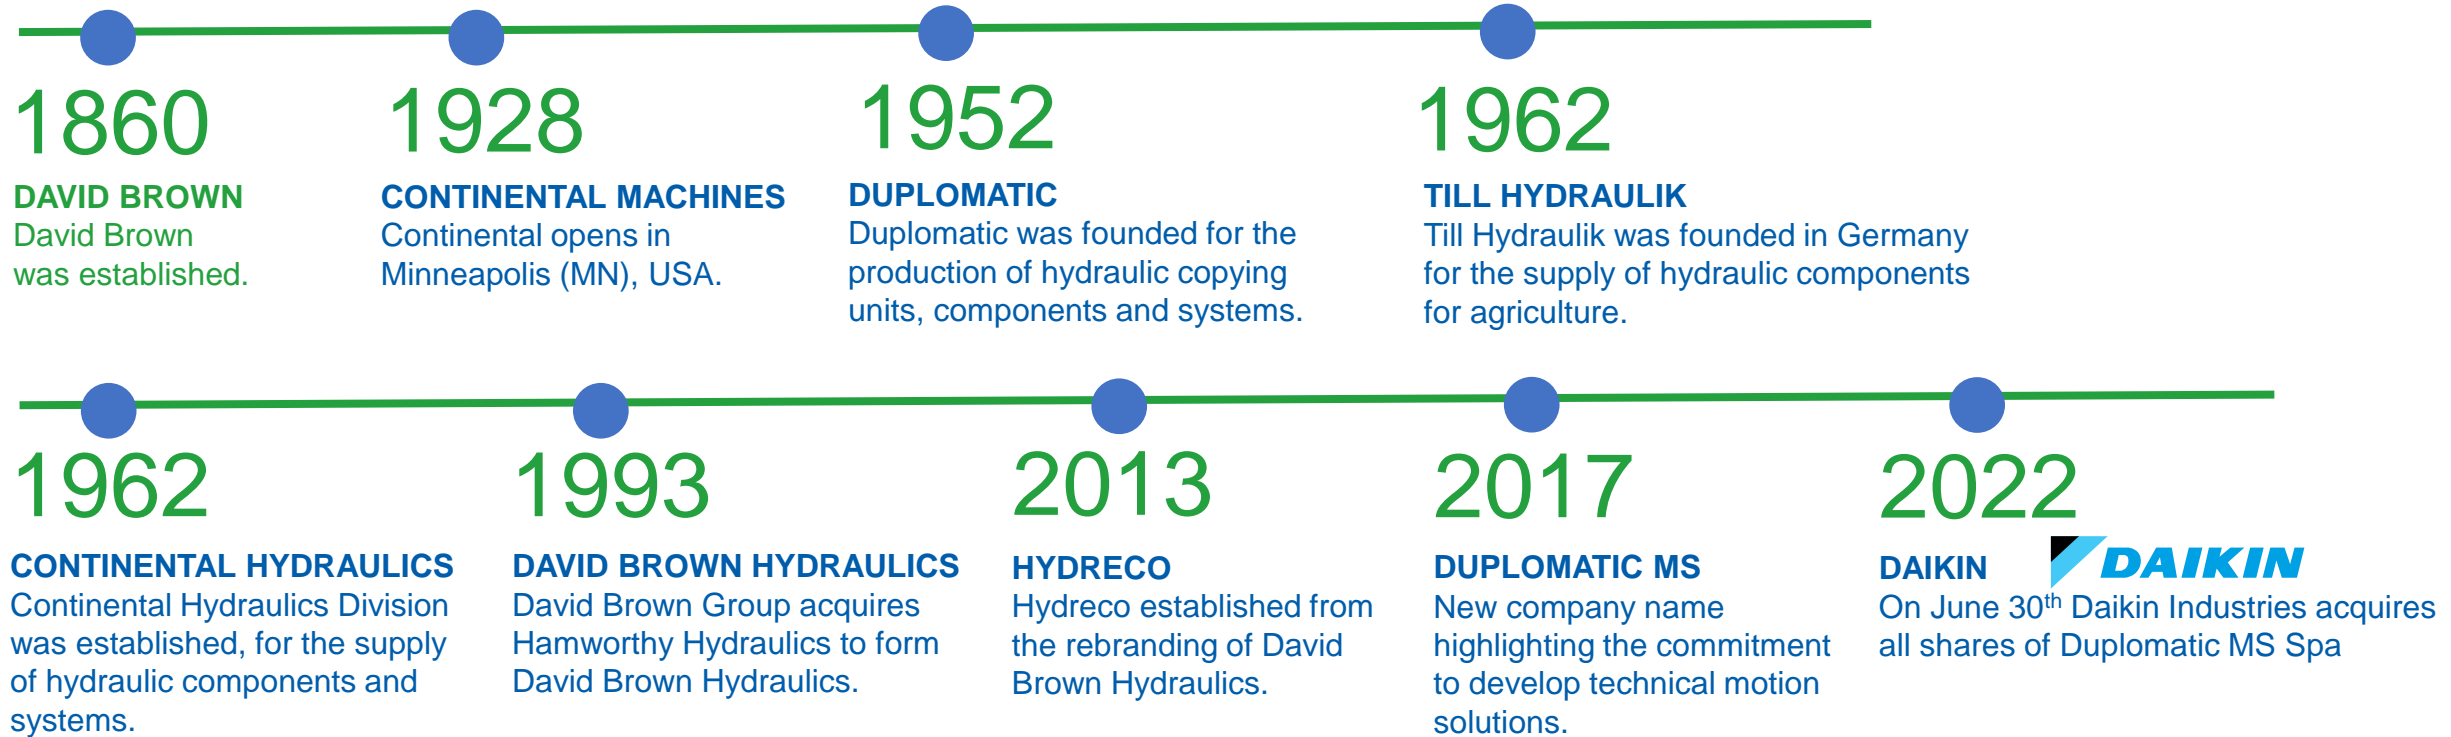 1860
DAVID BROWN
David Brown
was established.
1928
CONTINENTAL MACHINES
Continental opens in
Minneapolis (MN), USA.
1952
DUPLOMATIC
Duplomatic was founded for the
production of hydraulic copying
units, components and systems.
1962
TILL HYDRAULIK
Till Hydraulik was founded in Germany
for the supply of hydraulic components
for agriculture.
1962
CONTINENTAL HYDRAULICS
Continental Hydraulics Division
was established, for the supply
of hydraulic components and
systems.
1993
DAVID BROWN HYDRAULICS
David Brown Group acquires
Hamworthy Hydraulics to form
David Brown Hydraulics.
2013
HYDRECO
Hydreco established from
the rebranding of David
Brown Hydraulics.
2017
DUPLOMATIC MS
New company name
highlighting the commitment
to develop technical motion
solutions.
2022
DAIKIN DAIKIN
On June 30th Daikin Industries acquires
all shares of Duplomatic MS Spa